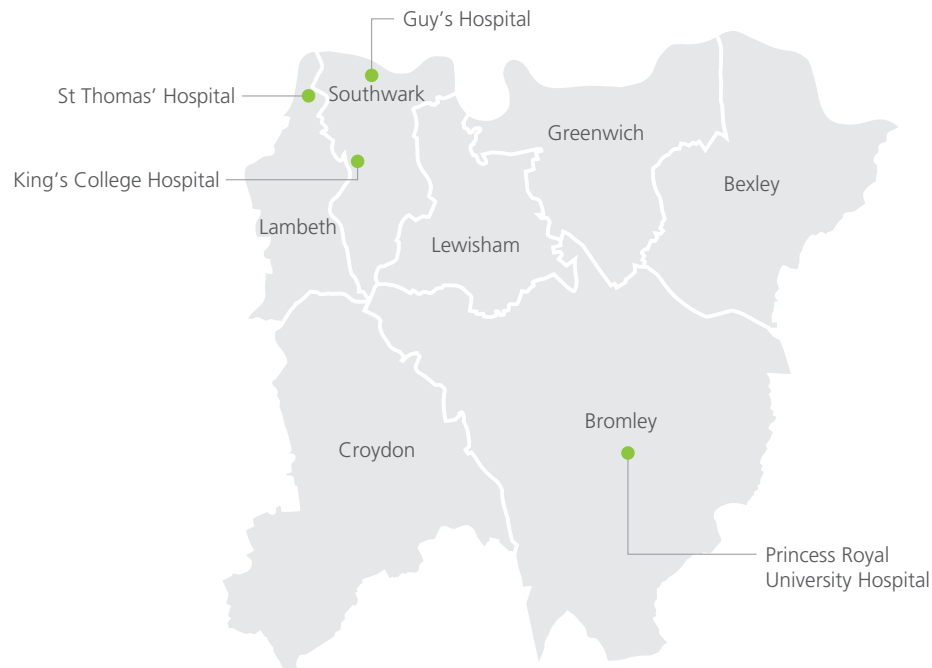 Guy's Hospital
St Thomas' Hospital
Southwark
Greenwich
King's College Hospital
Bexley
Lambeth
Lewisham
Bromley
Croydon
Princess Royal
University Hospital